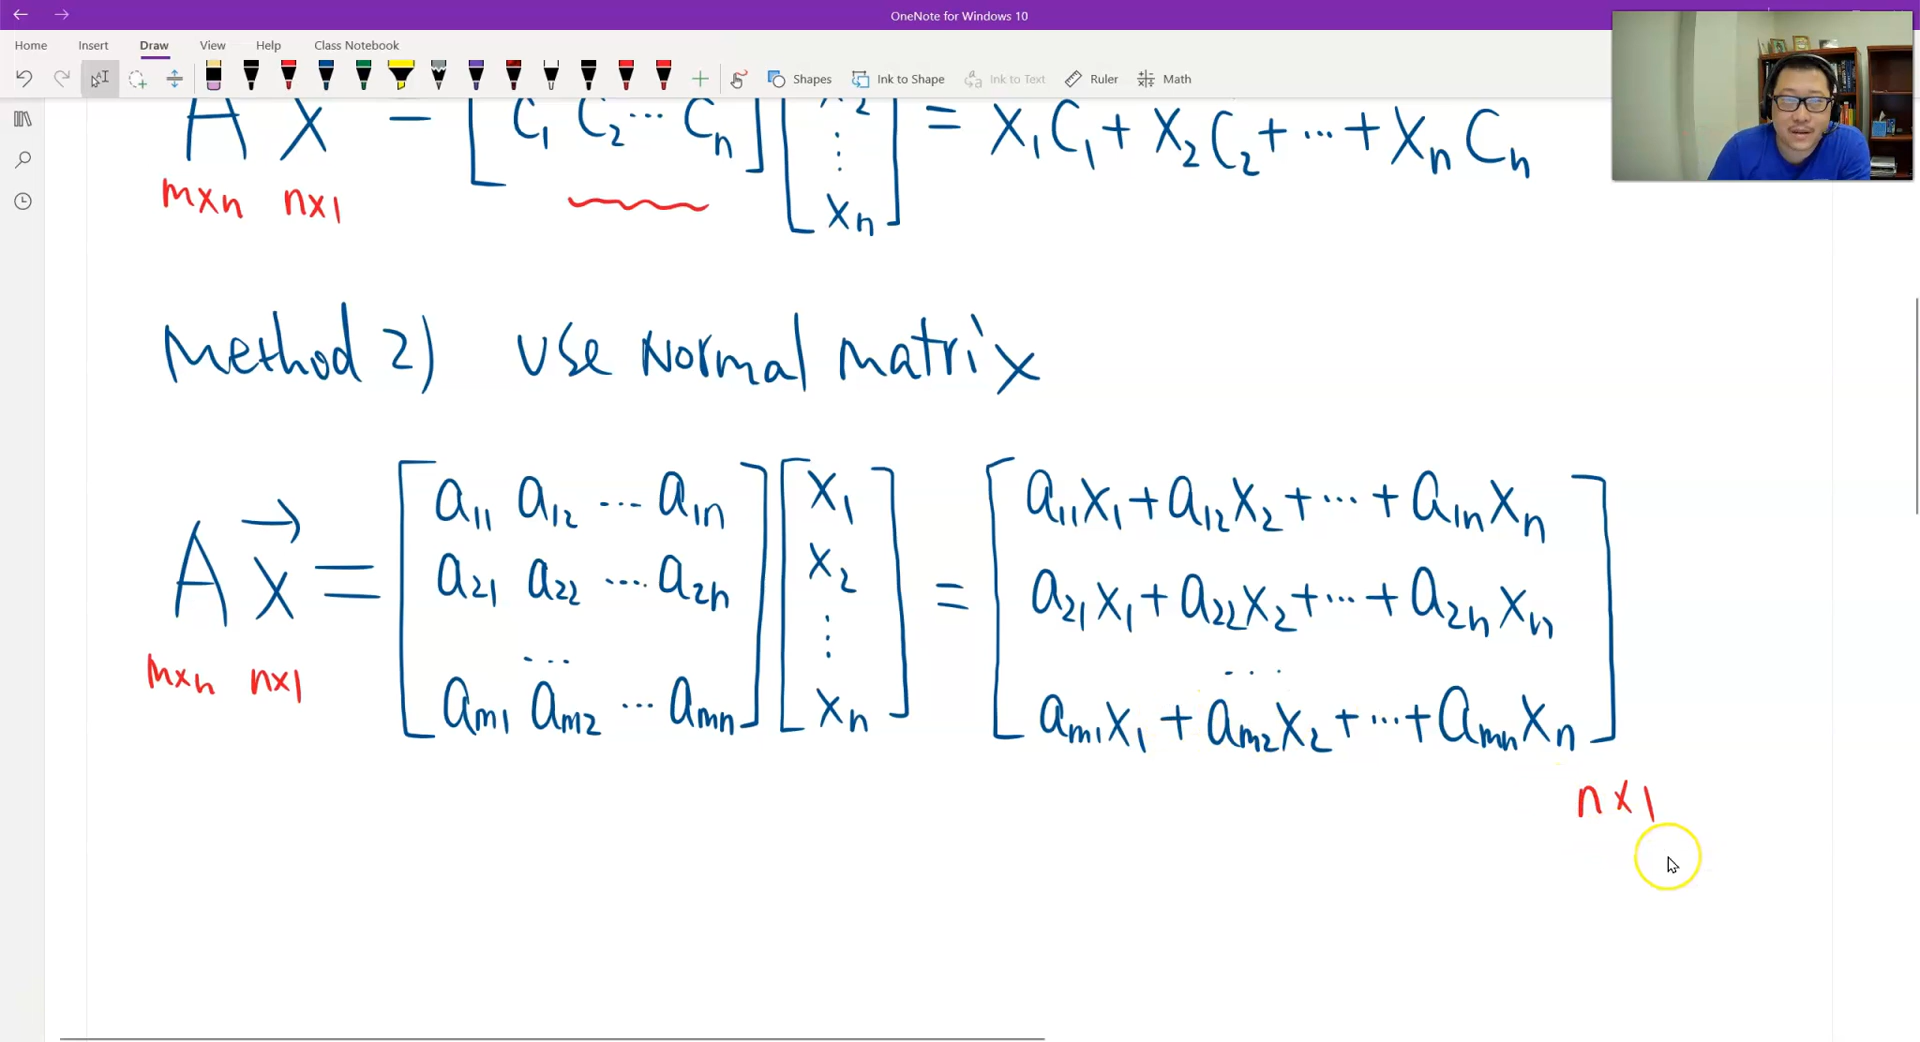 OneNote for Windows 10
Home Insert Draw View Help Class Notebook
Shapes Ink to Shape Ink to Text Ruler Math
A x = [C₁ C₂ ⋯ Cₙ] [x₂ ⋮ xₙ] = x₁C₁ + x₂C₂ + ⋯ + xₙCₙ
mxn nx1
Method 2) Use Normal matrix
a₁₁ a₁₂ ⋯ a₁ₙ x₁ a₁₁x₁ + a₁₂x₂ + ⋯ + a₁ₙxₙ
a₂₁ a₂₂ ⋯ a₂ₙ x₂ a₂₁x₁ + a₂₂x₂ + ⋯ + a₂ₙxₙ
A x⃗ = ⋯ ⋮ = ⋯
aₘ₁ aₘ₂ ⋯ aₘₙ xₙ aₘ₁x₁ + aₘ₂x₂ + ⋯ + aₘₙxₙ
mxn nx1
nx1